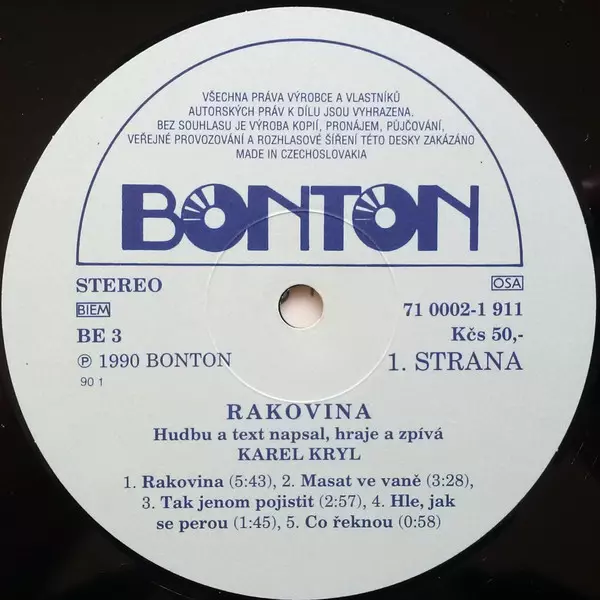 VŠECHNA PRÁVA VÝROBCE A VLASTNÍKŮ
AUTORSKÝCH PRÁV K DÍLU JSOU VYHRAZENA.
BEZ SOUHLASU JE VÝROBA KOPIÍ, PRONÁJEM, PŮJČOVÁNÍ,
VEŘEJNÉ PROVOZOVÁNÍ A ROZHLASOVÉ ŠÍŘENÍ TÉTO DESKY ZAKÁZÁNO
MADE IN CZECHOSLOVAKIA
BONTON
STEREO OSA
BIEM 71 0002-1 911
BE 3 Kčs 50,-
℗ 1990 BONTON 1. STRANA
90 1
RAKOVINA
Hudbu a text napsal, hraje a zpívá
KAREL KRYL
1. Rakovina (5:43), 2. Masat ve vaně (3:28),
3. Tak jenom pojistit (2:57), 4. Hle, jak
se perou (1:45), 5. Co řeknou (0:58)